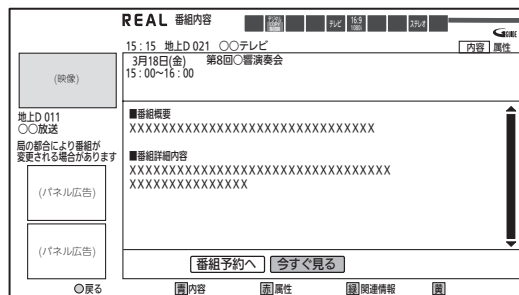 REAL 番組内容
テレビ 16:9 1080i ステレオ
GGUIDE
15:15 地上D 021 ○○テレビ
内容 属性
3月18日(金) 第8回○響演奏会
15:00~16:00
(映像)
地上D 011
○○放送
局の都合により番組が
変更される場合があります
(パネル広告)
(パネル広告)
■番組概要
XXXXXXXXXXXXXXXXXXXXXXXXXXXXXXXXX
■番組詳細内容
XXXXXXXXXXXXXXXXXXXXXXXXXXXXXXXXXXX
XXXXXXXXXXXXXXX
番組予約へ 今すぐ見る
○戻る 青 内容 赤 属性 緑 関連情報 黄